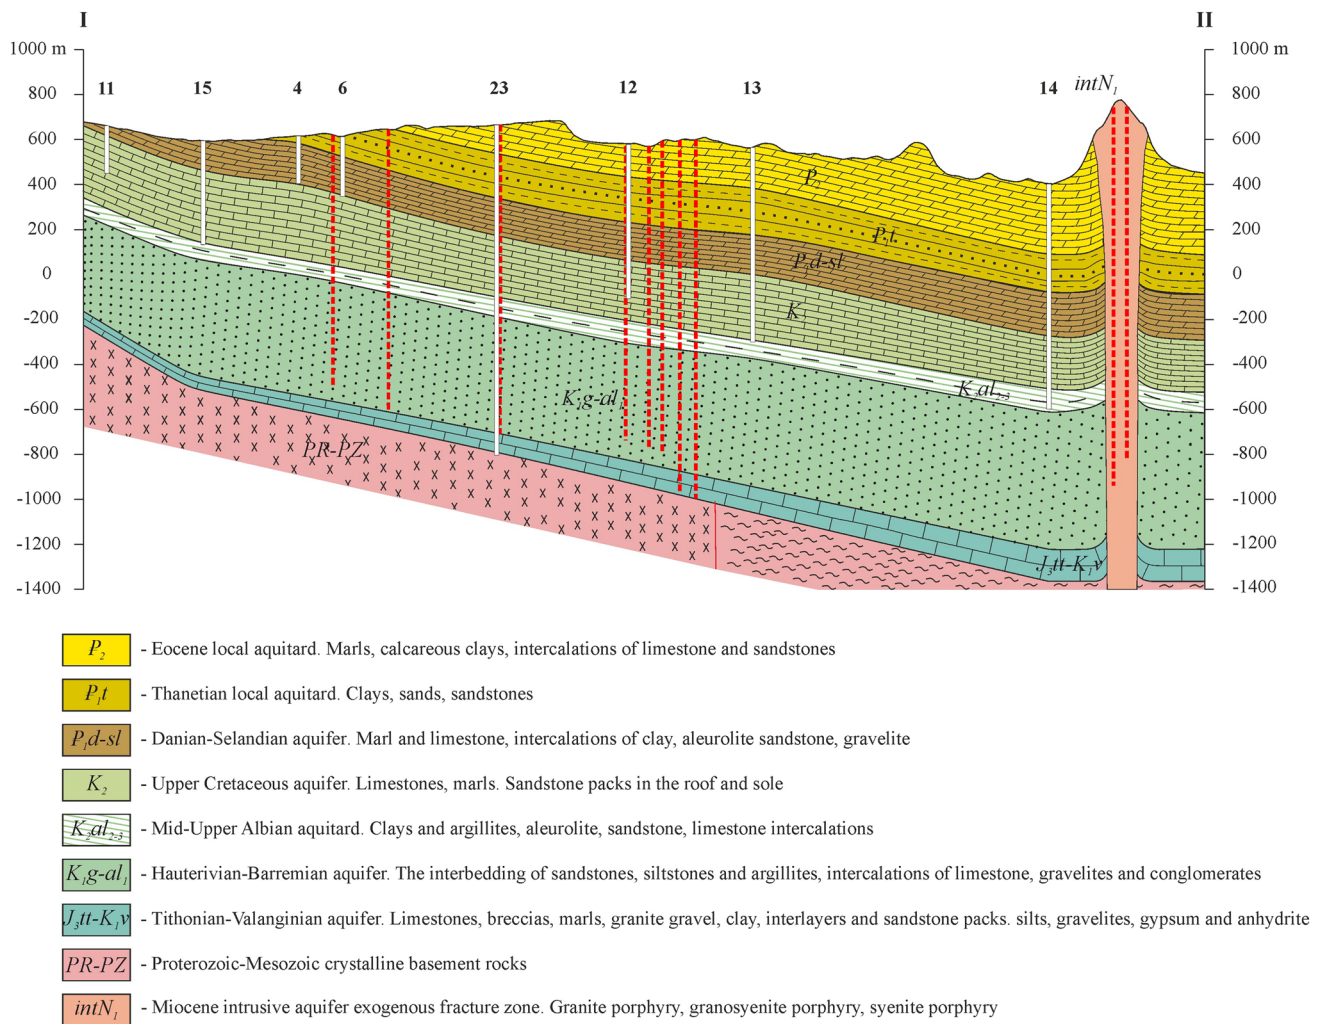 I II
1000 m 1000 m
11 15 4 6 23 12 13 14 intN₁
800 800
600 600
400 400
P₂
200 200
P₁t
P₁d-sl
0 0
K₂
-200 -200
-400 -400
K₂al₂₋₃
K₁g-al₁
-600 -600
PR-PZ
-800 -800
-1000 -1000
-1200 -1200
J₃tt-K₁v
-1400 -1400
P₂ - Eocene local aquitard. Marls, calcareous clays, intercalations of limestone and sandstones
P₁t - Thanetian local aquitard. Clays, sands, sandstones
P₁d-sl - Danian-Selandian aquifer. Marl and limestone, intercalations of clay, aleurolite sandstone, gravelite
K₂ - Upper Cretaceous aquifer. Limestones, marls. Sandstone packs in the roof and sole
K₂al₂₋₃ - Mid-Upper Albian aquitard. Clays and argillites, aleurolite, sandstone, limestone intercalations
K₁g-al₁ - Hauterivian-Barremian aquifer. The interbedding of sandstones, siltstones and argillites, intercalations of limestone, gravelites and conglomerates
J₃tt-K₁v - Tithonian-Valanginian aquifer. Limestones, breccias, marls, granite gravel, clay, interlayers and sandstone packs. silts, gravelites, gypsum and anhydrite
PR-PZ - Proterozoic-Mesozoic crystalline basement rocks
intN₁ - Miocene intrusive aquifer exogenous fracture zone. Granite porphyry, granosyenite porphyry, syenite porphyry